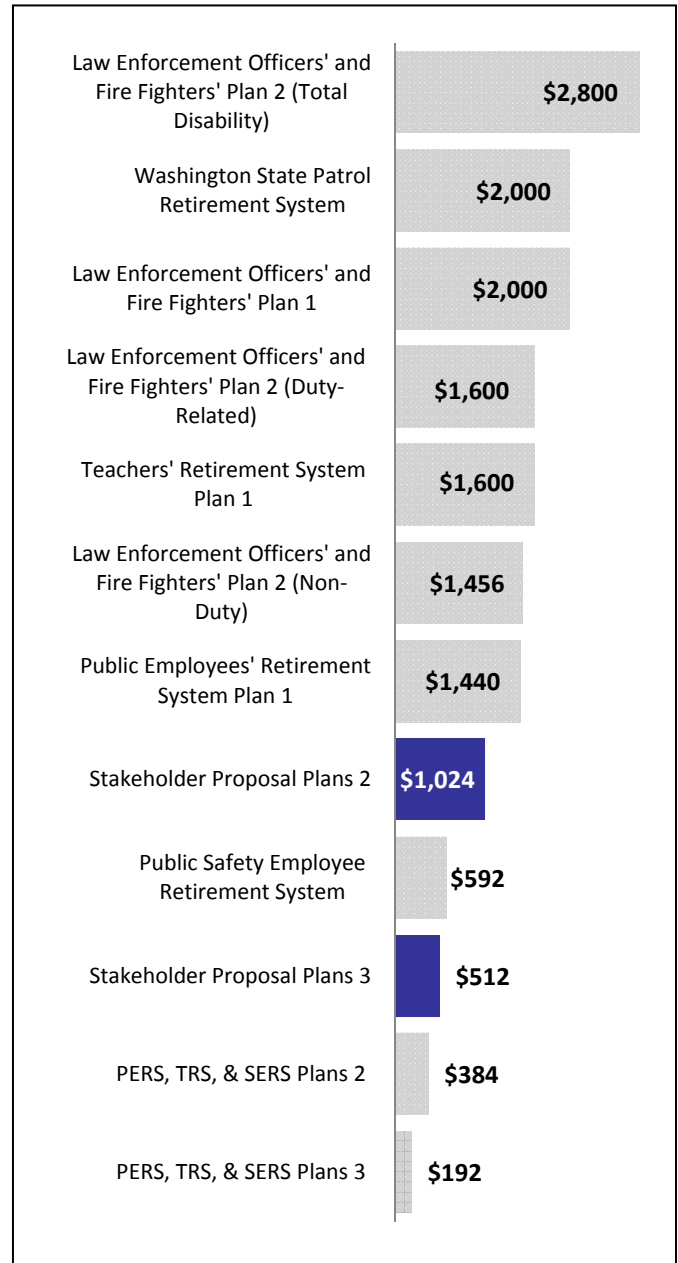 Law Enforcement Officers' and
Fire Fighters' Plan 2 (Total
Disability)
$2,800
Washington State Patrol
Retirement System
$2,000
Law Enforcement Officers' and
Fire Fighters' Plan 1
$2,000
Law Enforcement Officers' and
Fire Fighters' Plan 2 (Duty-
Related)
$1,600
Teachers' Retirement System
Plan 1
$1,600
Law Enforcement Officers' and
Fire Fighters' Plan 2 (Non-
Duty)
$1,456
Public Employees' Retirement
System Plan 1
$1,440
Stakeholder Proposal Plans 2
$1,024
Public Safety Employee
Retirement System
$592
Stakeholder Proposal Plans 3
$512
PERS, TRS, & SERS Plans 2
$384
PERS, TRS, & SERS Plans 3
$192